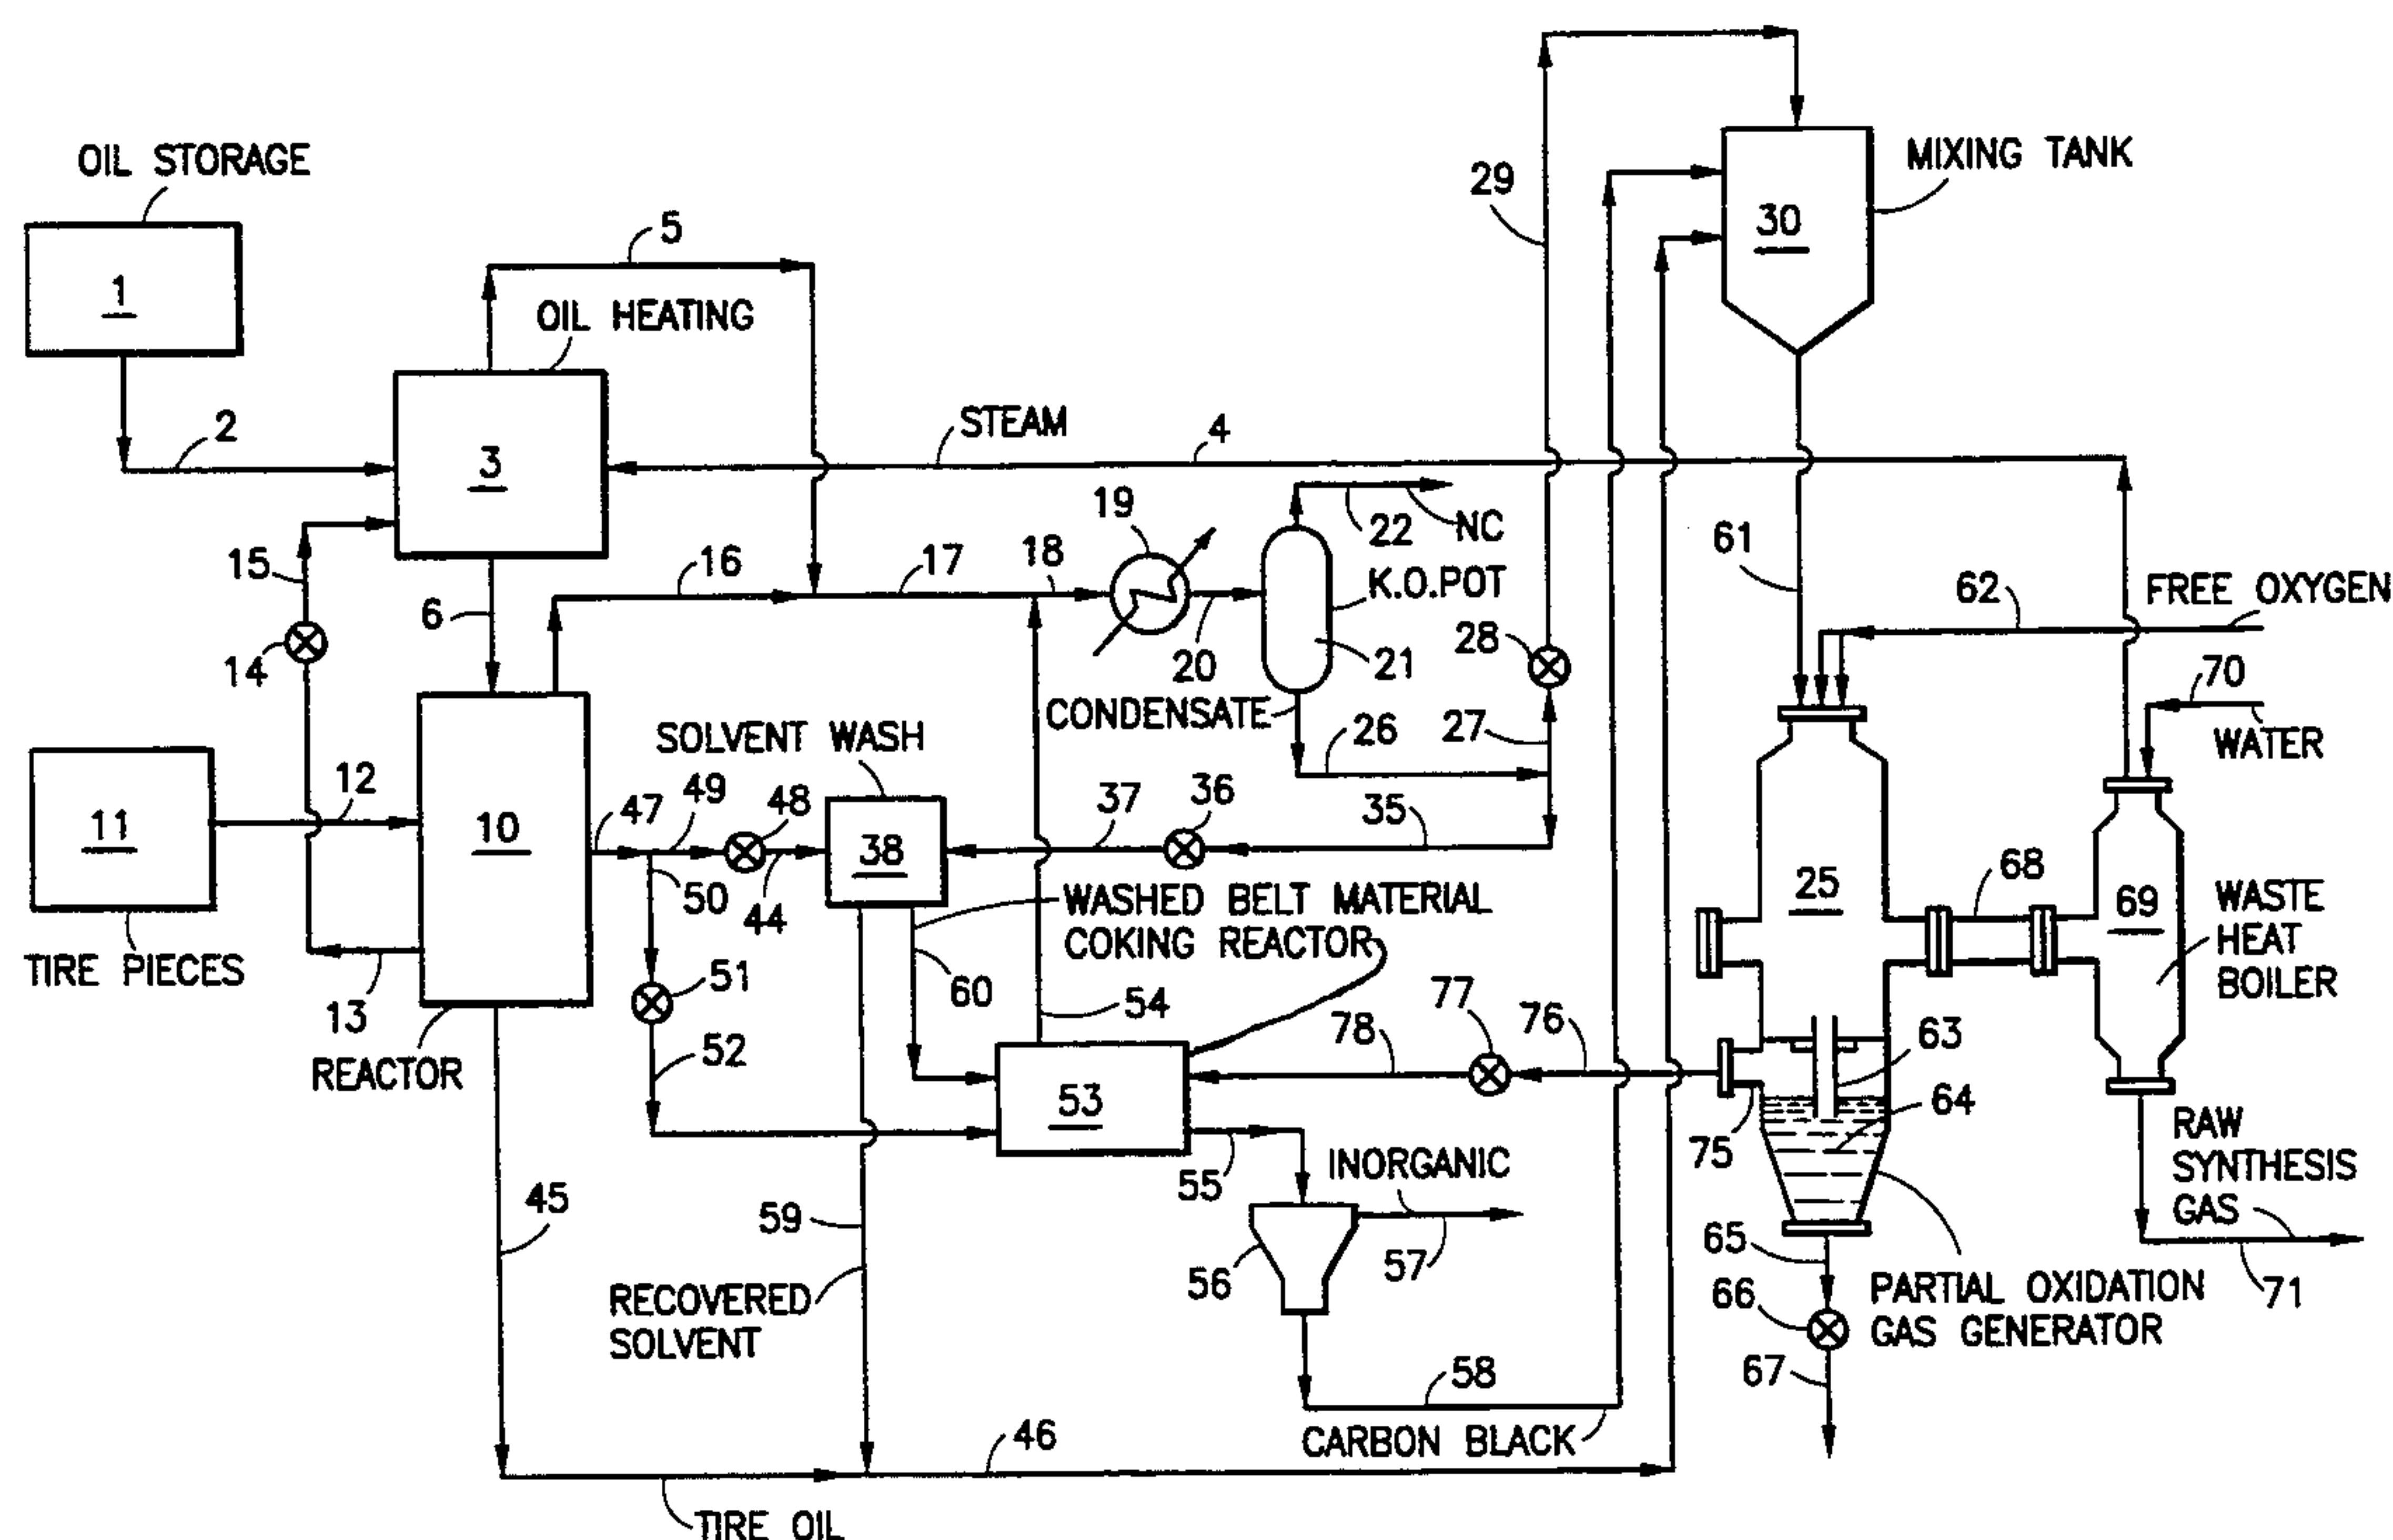 OIL STORAGE
1
2
5
OIL HEATING
3
STEAM
4
29
MIXING TANK
30
15
14
6
16
17
18
19
20
22
NC
K.O.POT
21
CONDENSATE
26
27
28
61
62
FREE OXYGEN
70
WATER
12
11
TIRE PIECES
10
13
REACTOR
SOLVENT WASH
47
49
48
44
50
38
37
36
35
51
52
WASHED BELT MATERIAL
COKING REACTOR
60
54
53
78
77
76
25
68
69
WASTE
HEAT
BOILER
63
64
75
55
INORGANIC
56
57
45
59
RECOVERED
SOLVENT
58
CARBON BLACK
46
TIRE OIL
65
66
67
PARTIAL OXIDATION
GAS GENERATOR
RAW
SYNTHESIS
GAS
71